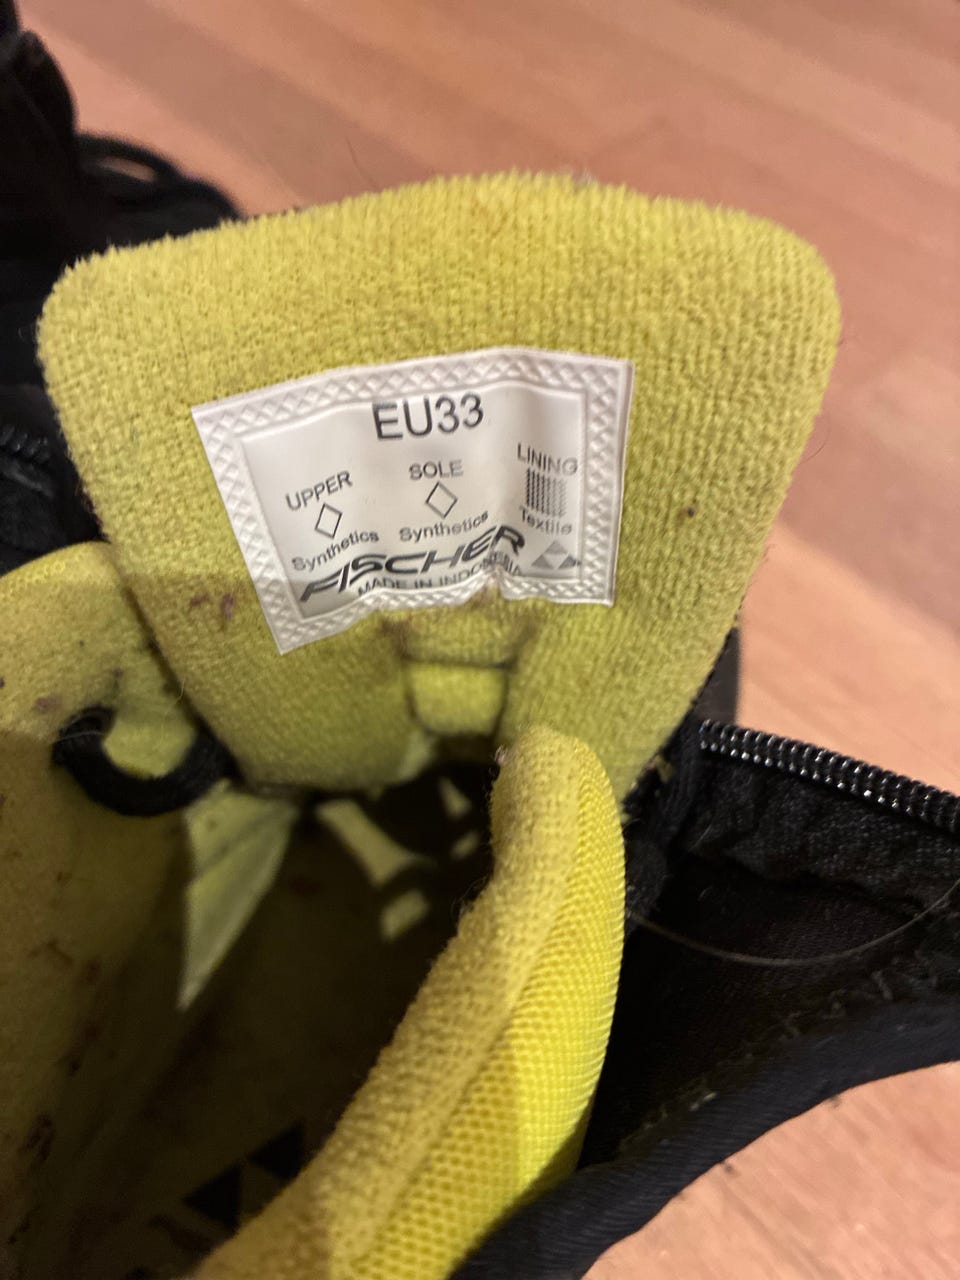 EU33
UPPER SOLE LINING
Synthetics Synthetics Textile
FISCHER
MADE IN INDONESIA